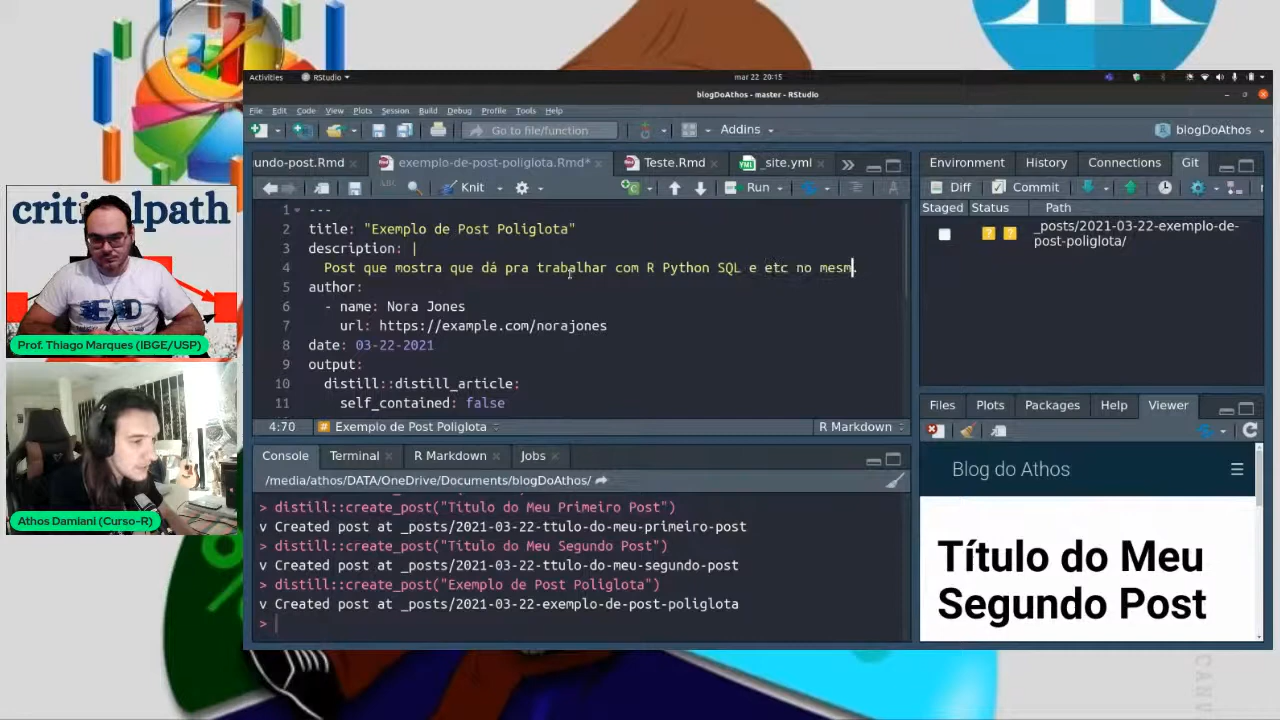 Activities RStudio mar 22 20:15
blogDoAthos - master - RStudio
File Edit Code View Plots Session Build Debug Profile Tools Help
Go to file/function Addins blogDoAthos
undo-post.Rmd exemplo-de-post-poliglota.Rmd* Teste.Rmd _site.yml
Knit Run
1 ---
2 title: "Exemplo de Post Poliglota"
3 description: |
4 Post que mostra que dá pra trabalhar com R Python SQL e etc no mesm.
5 author:
6 - name: Nora Jones
7 url: https://example.com/norajones
8 date: 03-22-2021
9 output:
10 distill::distill_article:
11 self_contained: false
4:70 Exemplo de Post Poliglota R Markdown
Console Terminal R Markdown Jobs
/media/athos/DATA/OneDrive/Documents/blogDoAthos/
> distill::create_post("Título do Meu Primeiro Post")
v Created post at _posts/2021-03-22-ttulo-do-meu-primeiro-post
> distill::create_post("Título do Meu Segundo Post")
v Created post at _posts/2021-03-22-ttulo-do-meu-segundo-post
> distill::create_post("Exemplo de Post Poliglota")
v Created post at _posts/2021-03-22-exemplo-de-post-poliglota
>
Environment History Connections Git
Diff Commit
Staged Status Path
_posts/2021-03-22-exemplo-de-
post-poliglota/
Files Plots Packages Help Viewer
Blog do Athos
Título do Meu
Segundo Post
Prof. Thiago Marques (IBGE/USP)
Athos Damiani (Curso-R)
%
CANV